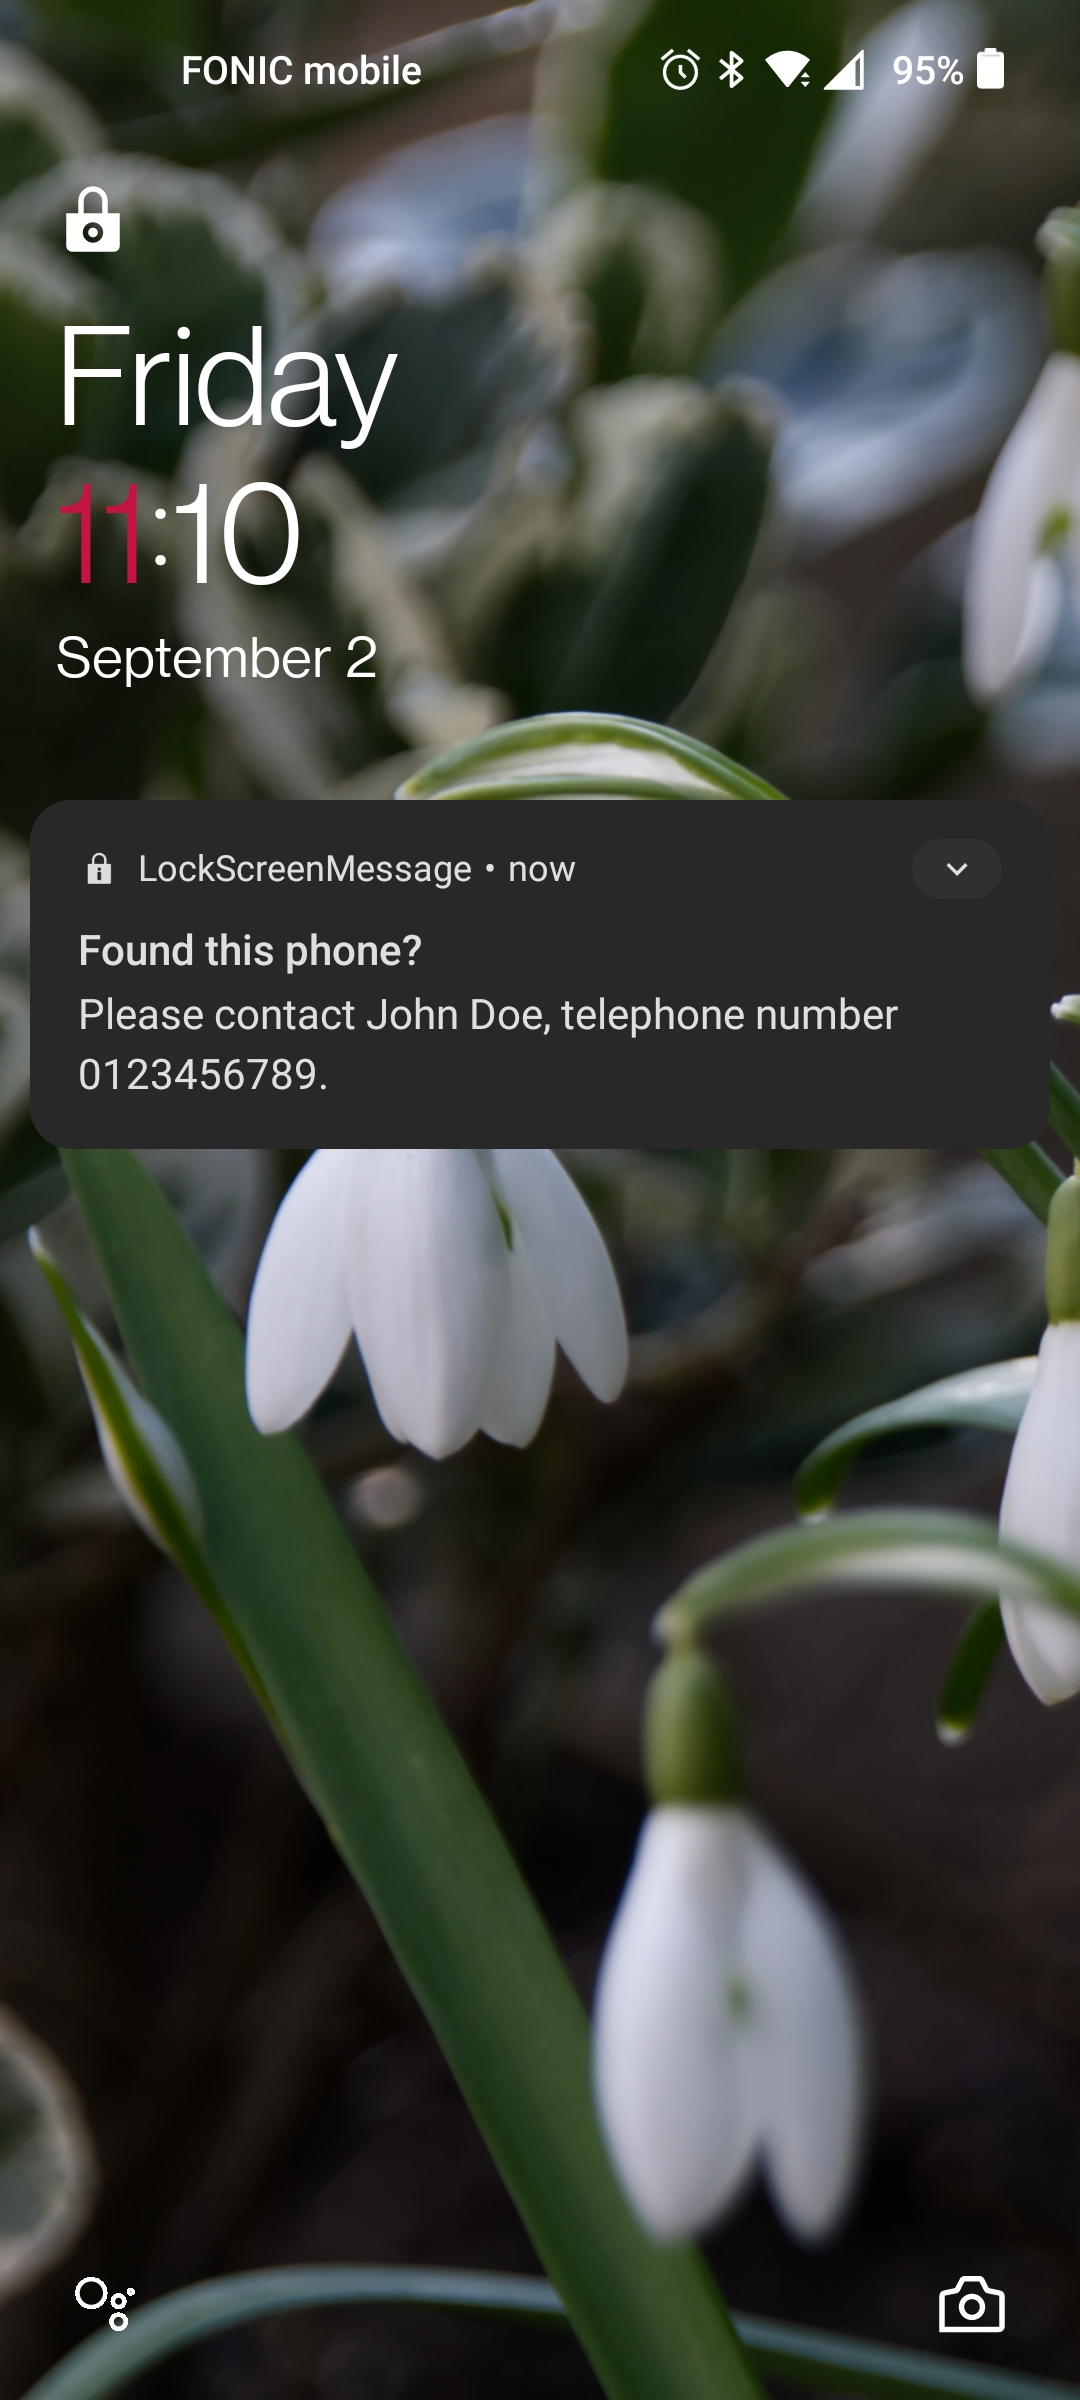 FONIC mobile 95%
Friday
11:10
September 2
LockScreenMessage • now
Found this phone?
Please contact John Doe, telephone number
0123456789.